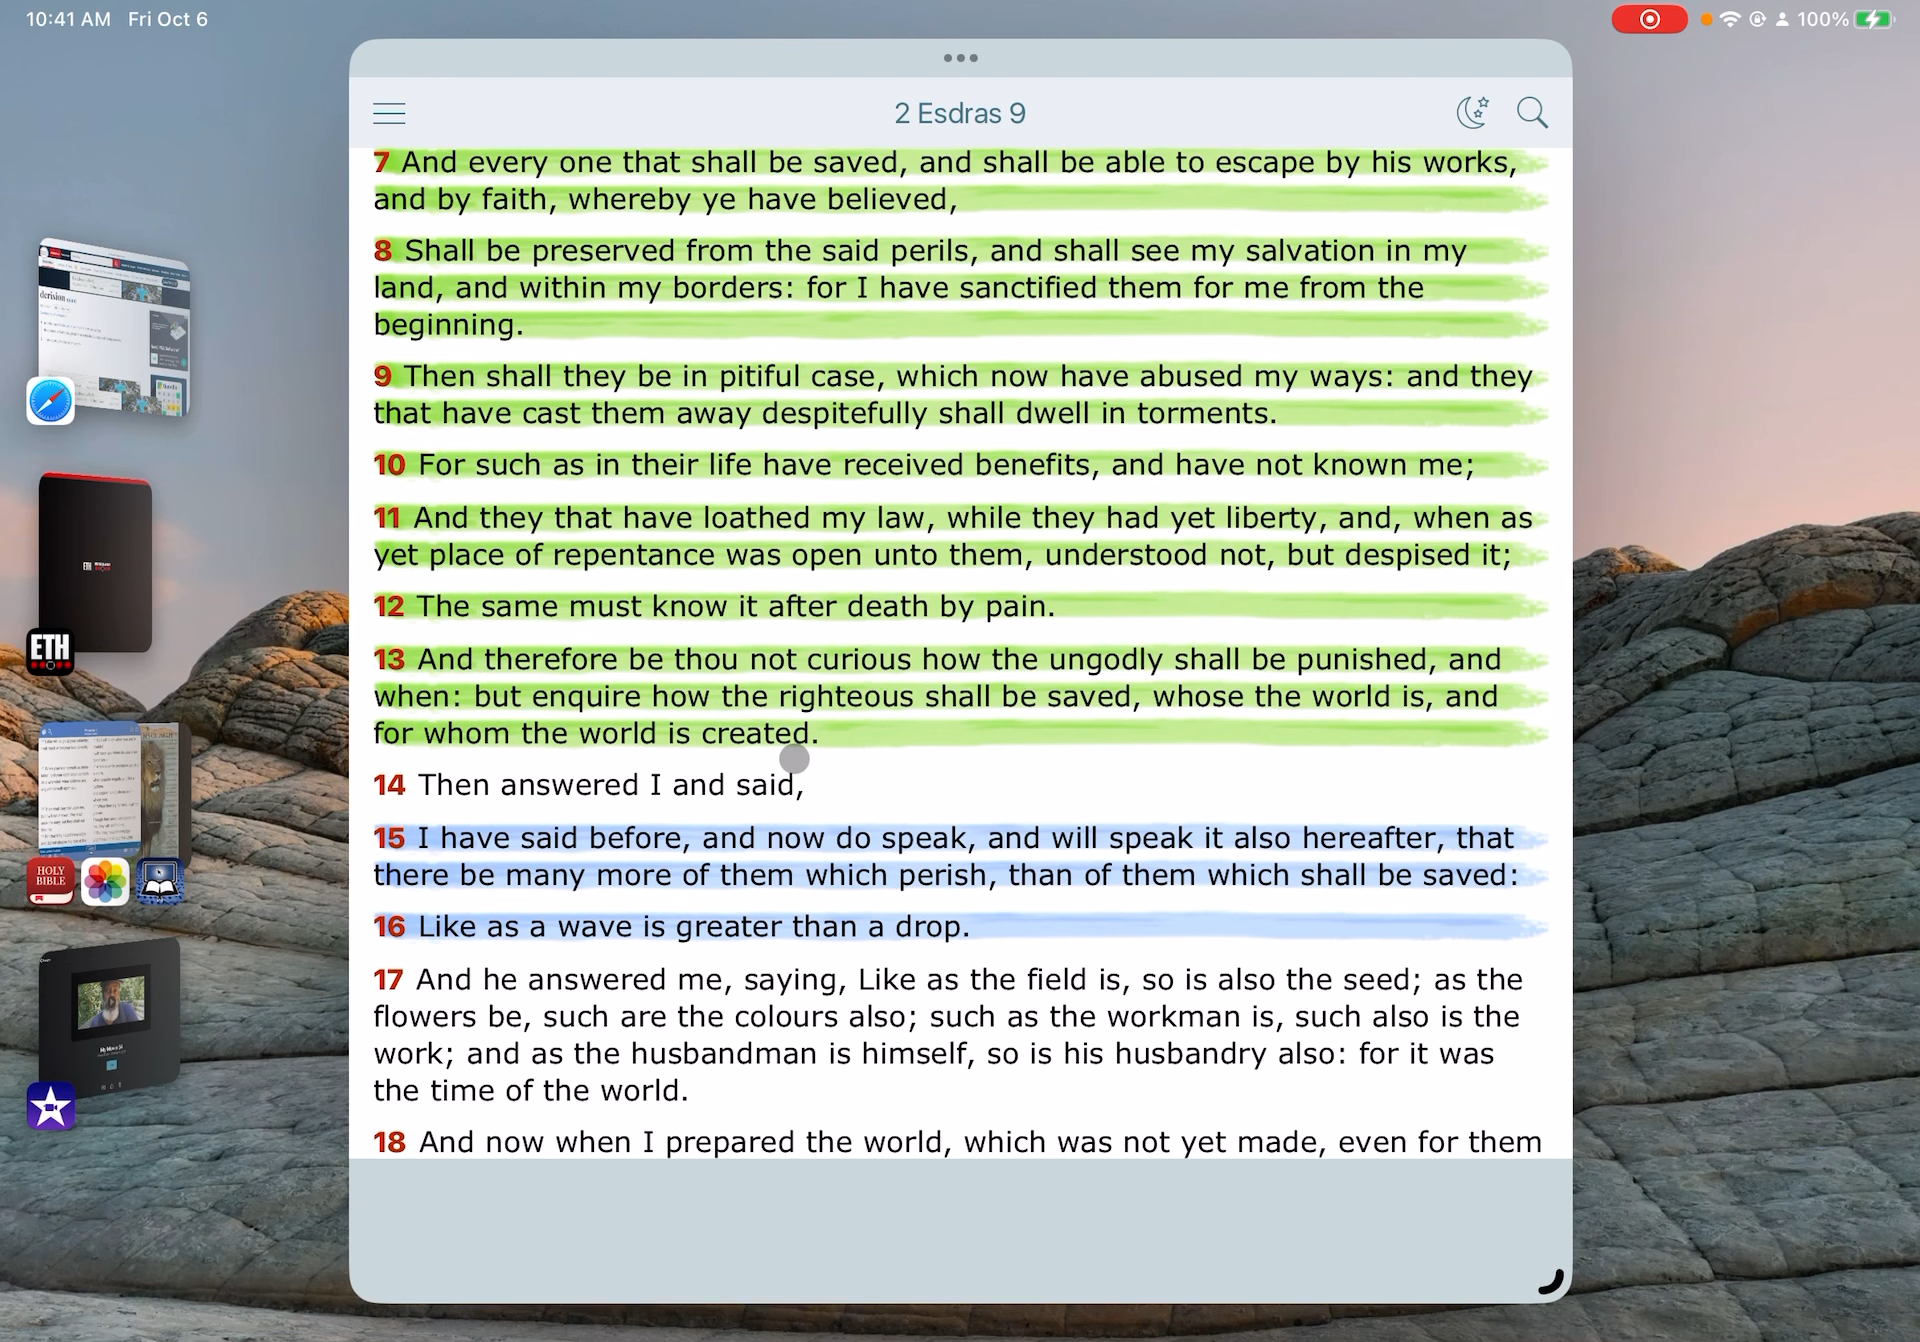 10:41 AM Fri Oct 6
100%
2 Esdras 9
7 And every one that shall be saved, and shall be able to escape by his works,
and by faith, whereby ye have believed,
8 Shall be preserved from the said perils, and shall see my salvation in my
land, and within my borders: for I have sanctified them for me from the
beginning.
9 Then shall they be in pitiful case, which now have abused my ways: and they
that have cast them away despitefully shall dwell in torments.
10 For such as in their life have received benefits, and have not known me;
11 And they that have loathed my law, while they had yet liberty, and, when as
yet place of repentance was open unto them, understood not, but despised it;
12 The same must know it after death by pain.
13 And therefore be thou not curious how the ungodly shall be punished, and
when: but enquire how the righteous shall be saved, whose the world is, and
for whom the world is created.
14 Then answered I and said,
15 I have said before, and now do speak, and will speak it also hereafter, that
there be many more of them which perish, than of them which shall be saved:
16 Like as a wave is greater than a drop.
17 And he answered me, saying, Like as the field is, so is also the seed; as the
flowers be, such are the colours also; such as the workman is, such also is the
work; and as the husbandman is himself, so is his husbandry also: for it was
the time of the world.
18 And now when I prepared the world, which was not yet made, even for them
derision
ETH
ETH
HOLY
BIBLE